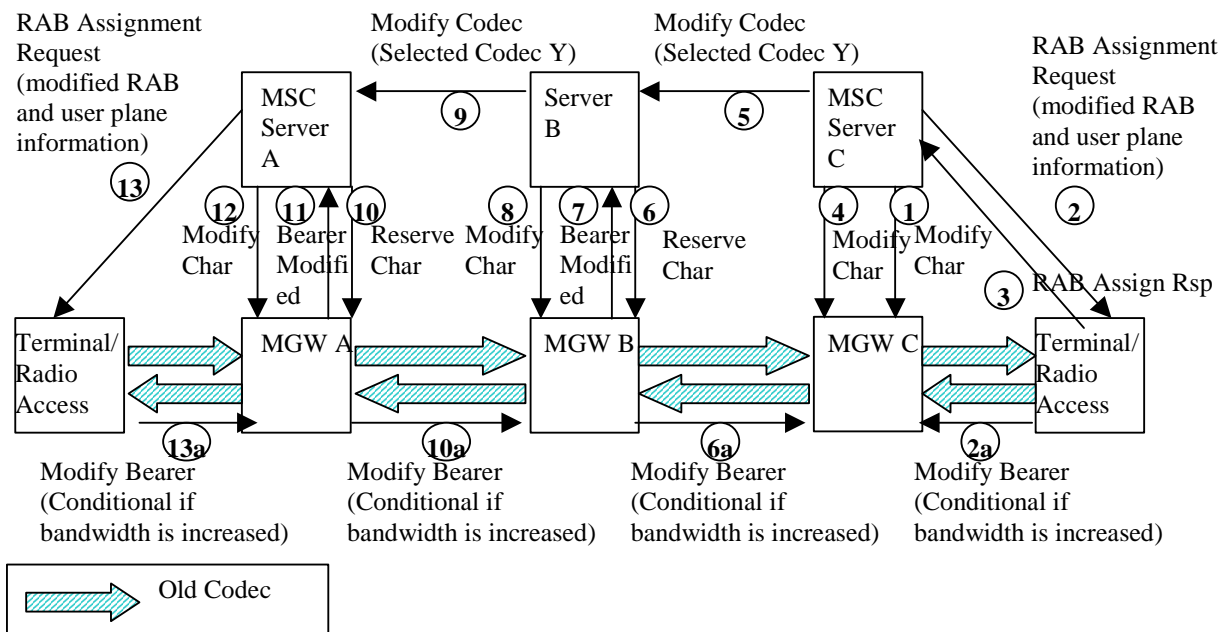 RAB Assignment
Request
(modified RAB
and user plane
information)
Modify Codec
(Selected Codec Y)
Modify Codec
(Selected Codec Y)
RAB Assignment
Request
(modified RAB
and user plane
information)
MSC
Server
A
9
Server
B
5
MSC
Server
C
13
12
11
10
8
7
6
4
1
2
Modify
Char
Bearer
Modifi
ed
Reserve
Char
Modify
Char
Bearer
Modifi
ed
Reserve
Char
Modify
Char
Modify
Char
3
RAB Assign Rsp
Terminal/
Radio
Access
MGW A
MGW B
MGW C
Terminal/
Radio
Access
13a
10a
6a
2a
Modify Bearer
(Conditional if
bandwidth is increased)
Modify Bearer
(Conditional if
bandwidth is increased)
Modify Bearer
(Conditional if
bandwidth is increased)
Modify Bearer
(Conditional if
bandwidth is increased)
Old Codec